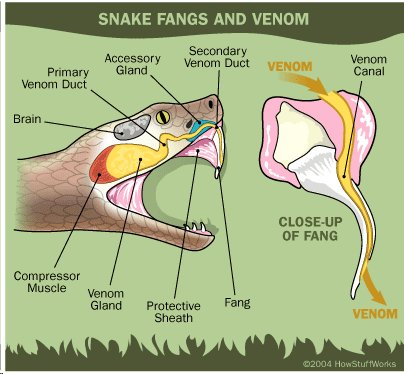 SNAKE FANGS AND VENOM
Accessory
Gland
Secondary
Venom Duct
Primary
Venom Duct
Brain
VENOM
Venom
Canal
CLOSE-UP
OF FANG
Compressor
Muscle
Venom
Gland
Protective
Sheath
Fang
VENOM
©2004 HowStuffWorks